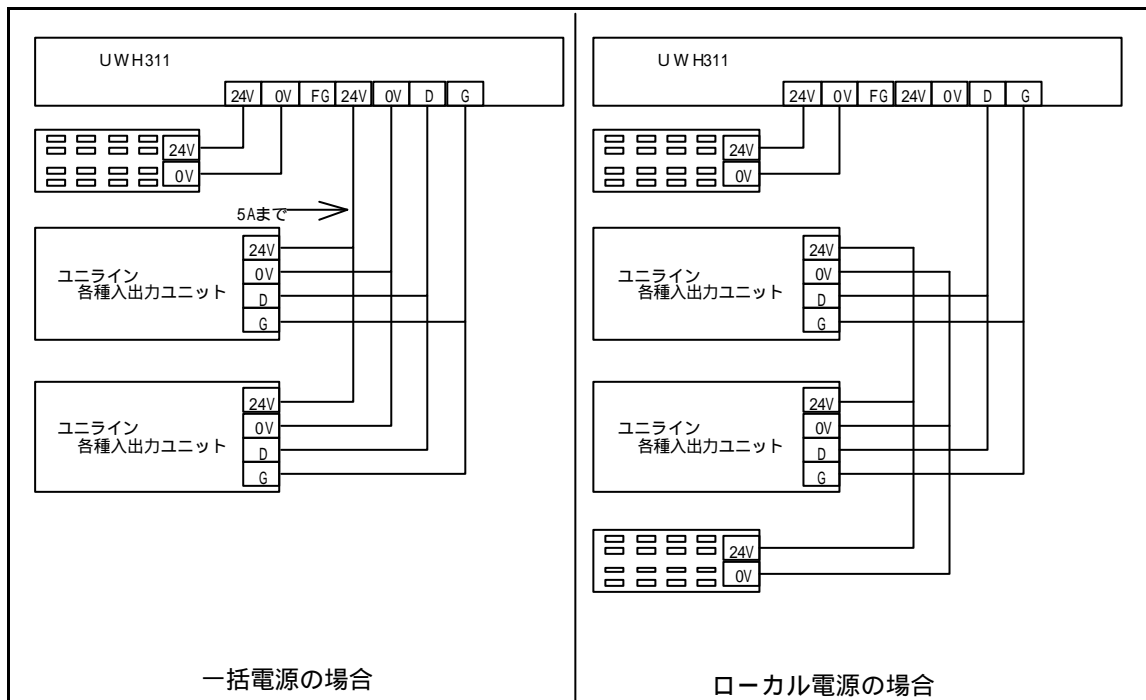 UWH311
24V 0V FG 24V 0V D G
24V
0V
5Aまで
24V
0V
D
G
ユニライン
各種入出力ユニット
24V
0V
D
G
ユニライン
各種入出力ユニット
一括電源の場合
UWH311
24V 0V FG 24V 0V D G
24V
0V
24V
0V
D
G
ユニライン
各種入出力ユニット
24V
0V
D
G
ユニライン
各種入出力ユニット
24V
0V
ローカル電源の場合